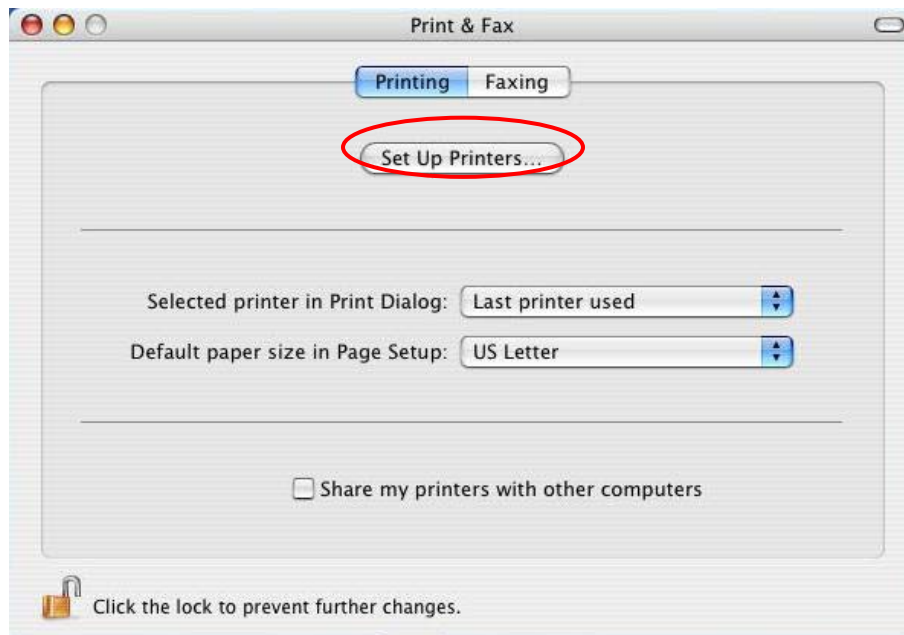 Print & Fax
Printing Faxing
Set Up Printers...
Selected printer in Print Dialog: Last printer used
Default paper size in Page Setup: US Letter
Share my printers with other computers
Click the lock to prevent further changes.